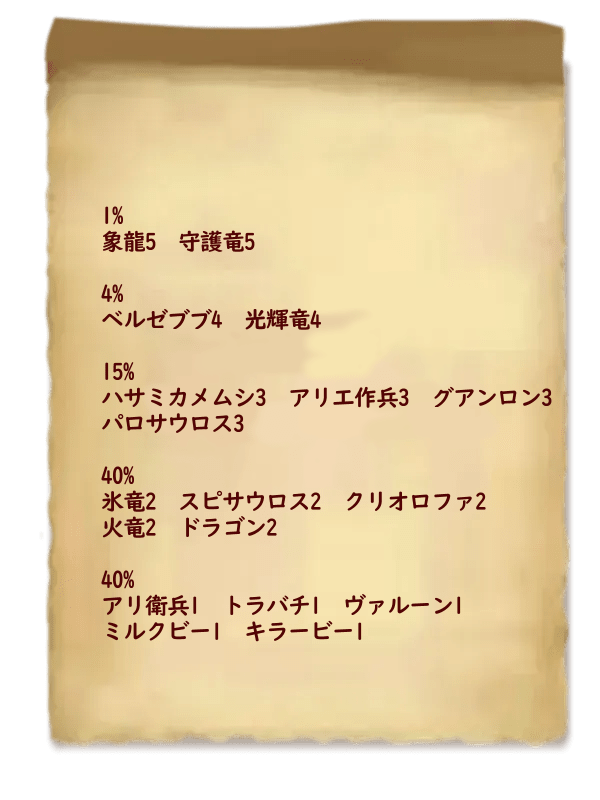 1%
象龍5　守護竜5
4%
ベルゼブブ4　光輝竜4
15%
ハサミカメムシ3　アリエ作兵3　グアンロン3
パロサウロス3
40%
氷竜2　スピサウロス2　クリオロファ2
火竜2　ドラゴン2
40%
アリ衛兵1　トラバチ1　ヴァルーン1
ミルクビー1　キラービー1